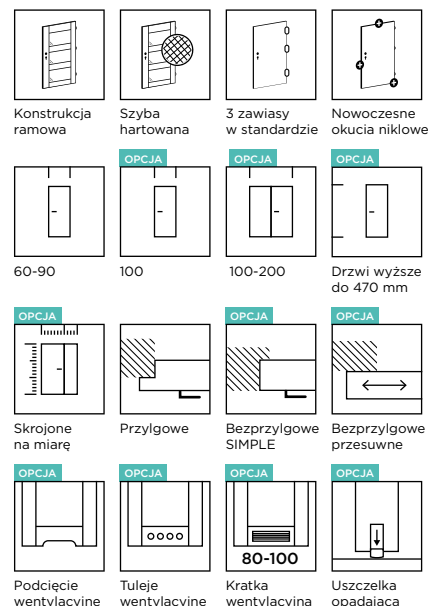 Konstrukcja
ramowa
Szyba
hartowana
3 zawiasy
w standardzie
Nowoczesne
okucia niklowe
60-90
OPCJA
100
OPCJA
100-200
OPCJA
Drzwi wyższe
do 470 mm
OPCJA
Skrojone
na miarę
Przylgowe
OPCJA
Bezprzylgowe
SIMPLE
OPCJA
Bezprzylgowe
przesuwne
OPCJA
Podcięcie
wentylacyjne
OPCJA
Tuleje
wentylacyjne
OPCJA
80-100
Kratka
wentylacyjna
OPCJA
Uszczelka
opadająca